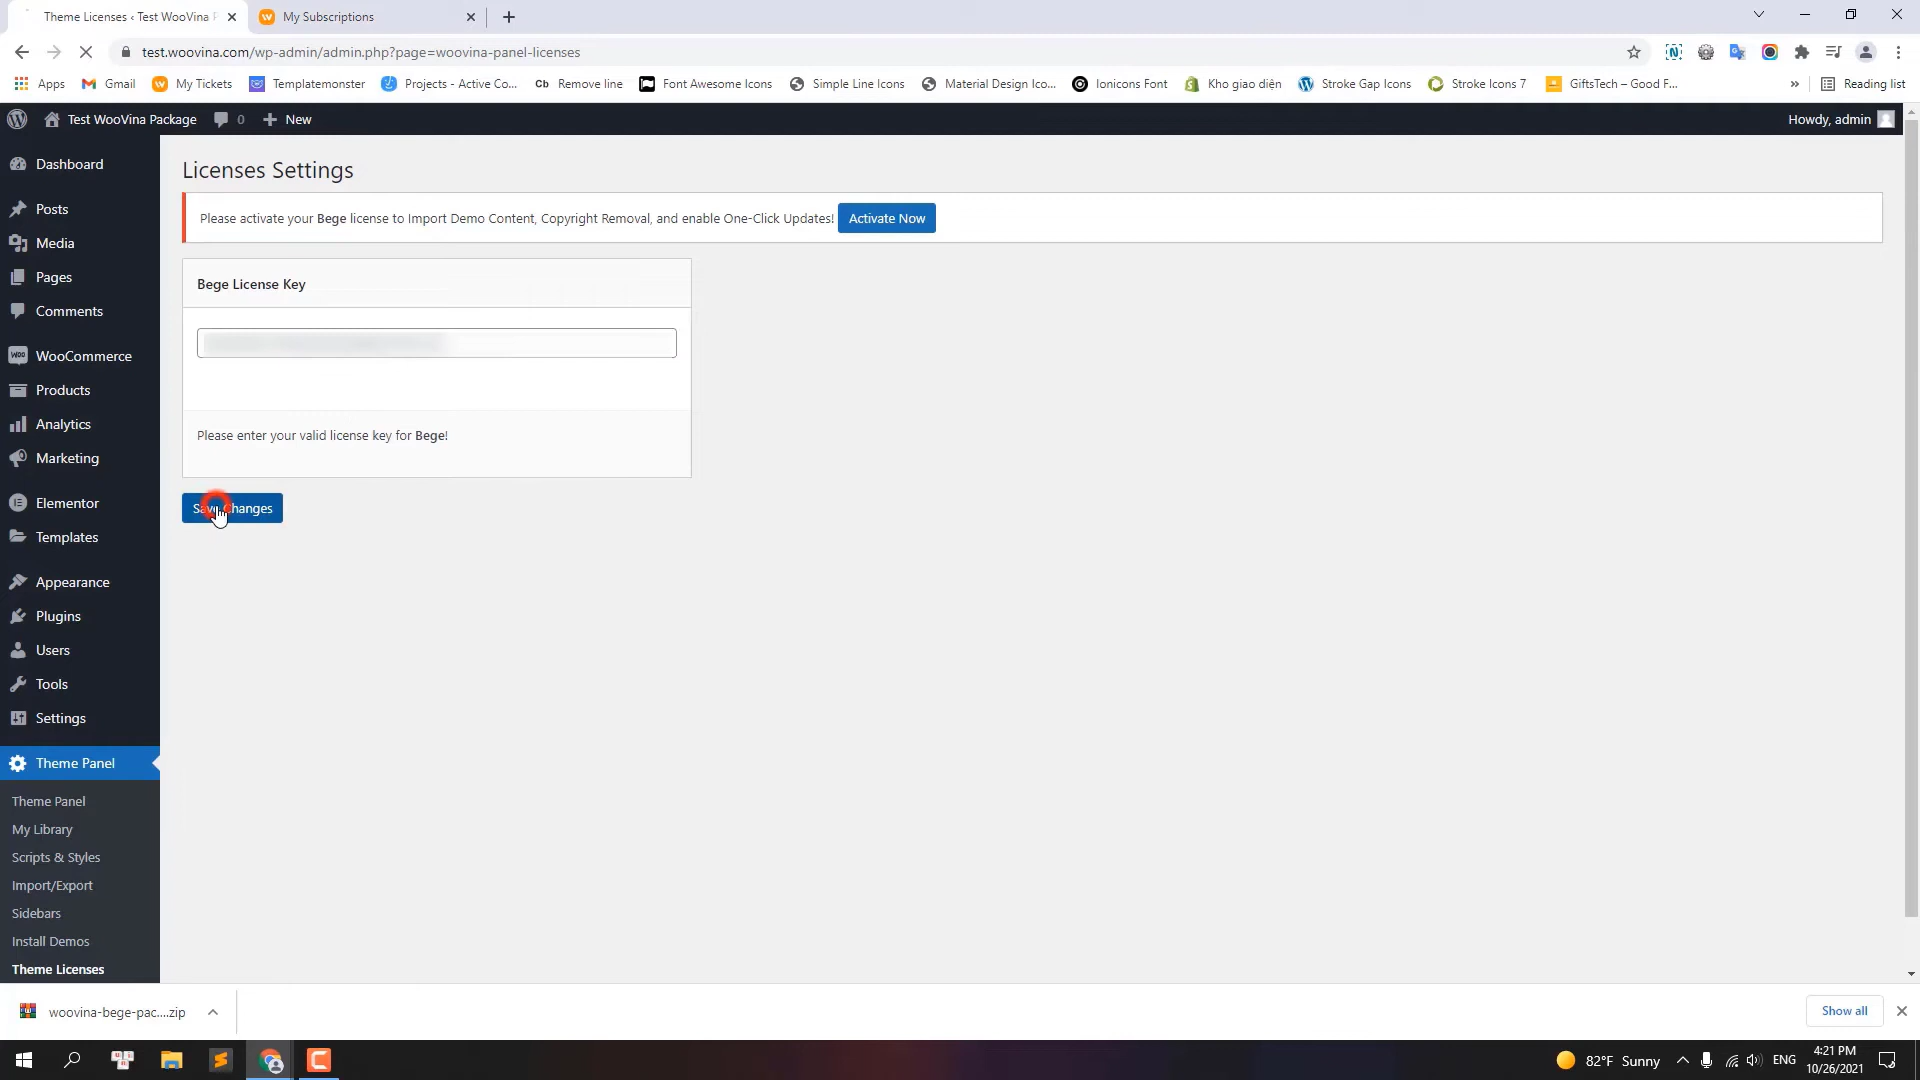 Theme Licenses ‹ Test WooVina P
My Subscriptions
test.woovina.com/wp-admin/admin.php?page=woovina-panel-licenses
Apps
Gmail
My Tickets
Templatemonster
Projects - Active Co...
Cb Remove line
Font Awesome Icons
Simple Line Icons
Material Design Ico...
Ionicons Font
Kho giao diện
Stroke Gap Icons
Stroke Icons 7
GiftsTech – Good F...
»
Reading list
Test WooVina Package
0
New
Howdy, admin
Dashboard
Posts
Media
Pages
Comments
WooCommerce
Products
Analytics
Marketing
Elementor
Templates
Appearance
Plugins
Users
Tools
Settings
Theme Panel
Theme Panel
My Library
Scripts & Styles
Import/Export
Sidebars
Install Demos
Theme Licenses
Licenses Settings
Please activate your Bege license to Import Demo Content, Copyright Removal, and enable One-Click Updates! Activate Now
Bege License Key
Please enter your valid license key for Bege!
Save Changes
woovina-bege-pac....zip
Show all
82°F Sunny
ENG
4:21 PM
10/26/2021